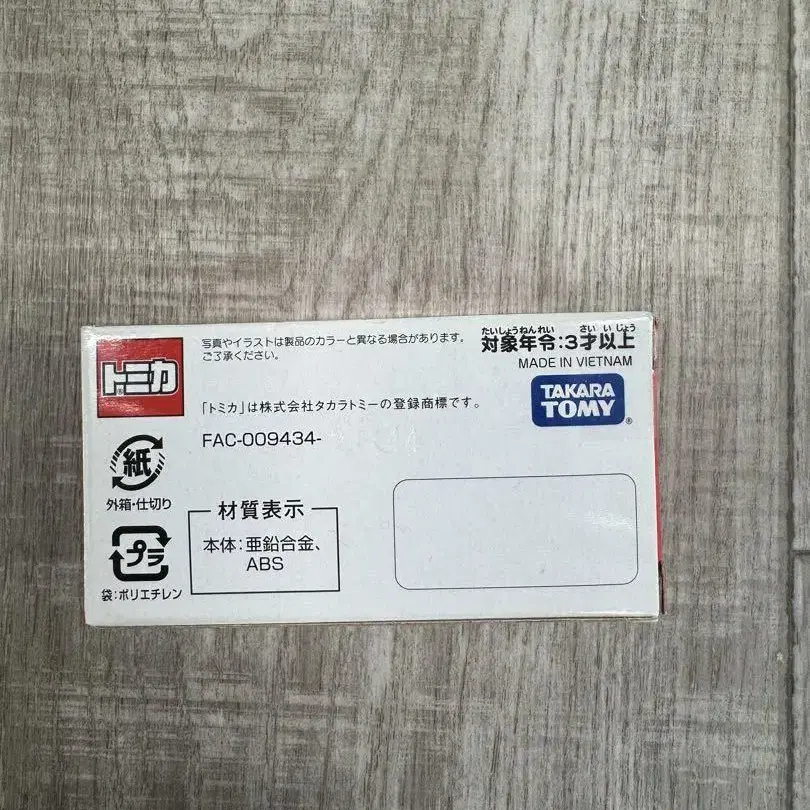 トミカ
写真やイラストは製品のカラーと異なる場合があります。
ご了承ください。
たいしょうねんれい さい いじょう
対象年令:3才以上
MADE IN VIETNAM
TAKARA
TOMY
®
「トミカ」は株式会社タカラトミーの登録商標です。
FAC-009434-
紙
外箱・仕切り
プラ
袋:ポリエチレン
材質表示
本体:亜鉛合金、
ABS